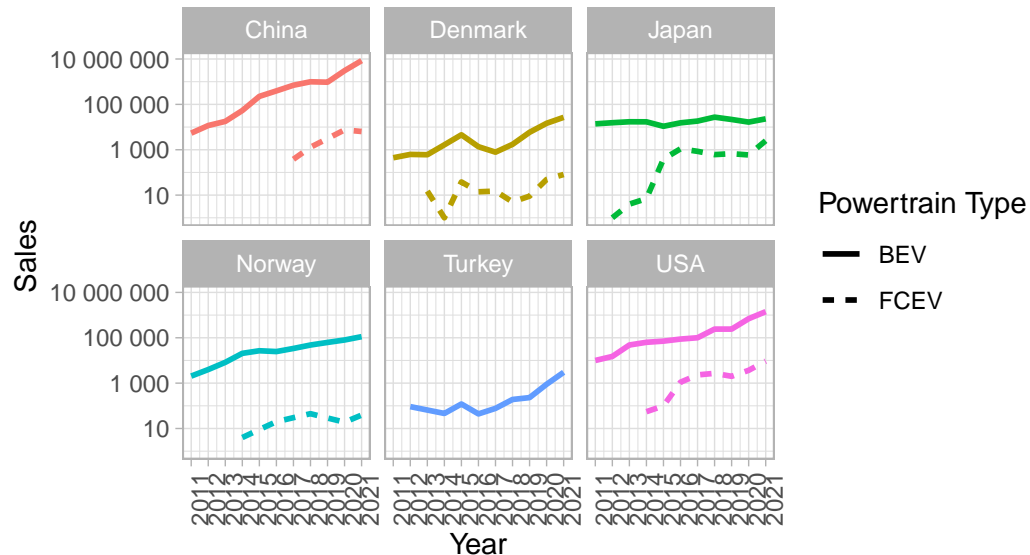 China Denmark Japan
10 000 000
100 000
1 000
10
Norway Turkey USA
10 000 000
100 000
1 000
10
Sales
2011 2012 2013 2014 2015 2016 2017 2018 2019 2020 2021 2011 2012 2013 2014 2015 2016 2017 2018 2019 2020 2021 2011 2012 2013 2014 2015 2016 2017 2018 2019 2020 2021
Year
Powertrain Type
BEV
FCEV